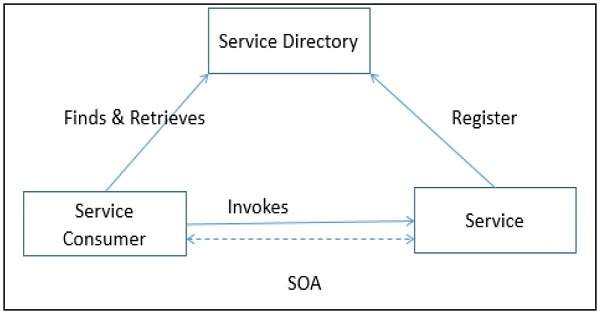 Service Directory
Finds & Retrieves
Register
Service
Consumer
Invokes
Service
SOA